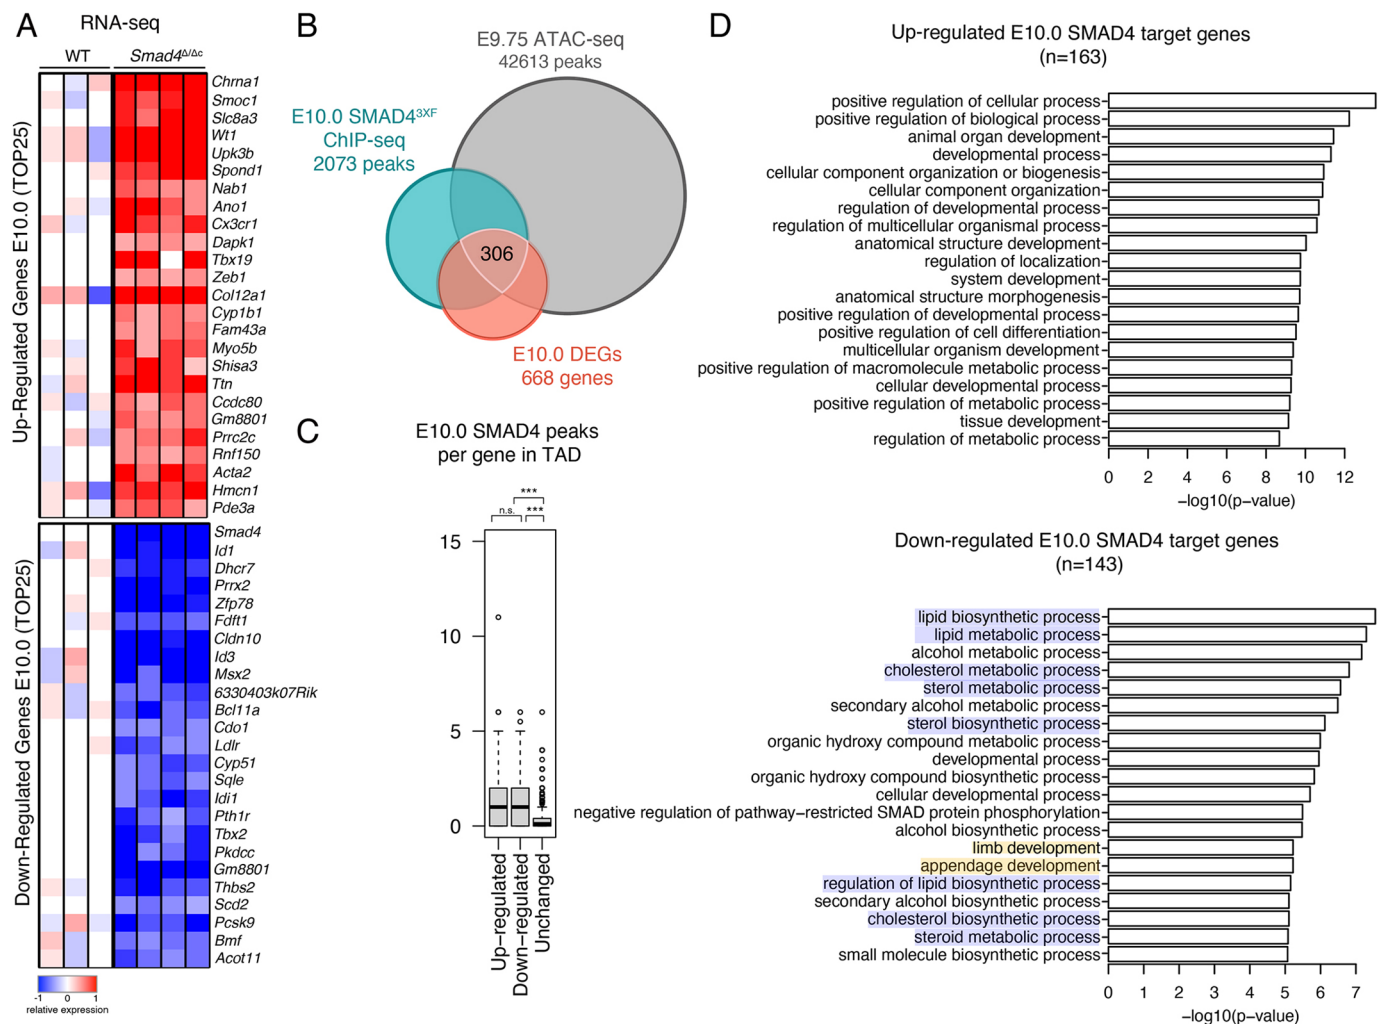 A
RNA-seq
WT
Smad4Δ/Δc
Up-Regulated Genes E10.0 (TOP25)
Chrna1
Smoc1
Slc8a3
Wt1
Upk3b
Spond1
Nab1
Ano1
Cx3cr1
Dapk1
Tbx19
Zeb1
Col12a1
Cyp1b1
Fam43a
Myo5b
Shisa3
Ttn
Ccdc80
Gm8801
Prrc2c
Rnf150
Acta2
Hmcn1
Pde3a
Down-Regulated Genes E10.0 (TOP25)
Smad4
Id1
Dhcr7
Prrx2
Zfp78
Fdft1
Cldn10
Id3
Msx2
6330403k07Rik
Bcl11a
Cdo1
Ldlr
Cyp51
Sqle
Idi1
Pth1r
Tbx2
Pkdcc
Gm8801
Thbs2
Scd2
Pcsk9
Bmf
Acot11
-1 0 1
relative expression
B
E9.75 ATAC-seq
42613 peaks
E10.0 SMAD43XF
ChIP-seq
2073 peaks
306
E10.0 DEGs
668 genes
C
E10.0 SMAD4 peaks
per gene in TAD
***
n.s. ***
15
10
5
0
Up−regulated
Down−regulated
Unchanged
D
Up-regulated E10.0 SMAD4 target genes
(n=163)
positive regulation of cellular process
positive regulation of biological process
animal organ development
developmental process
cellular component organization or biogenesis
cellular component organization
regulation of developmental process
regulation of multicellular organismal process
anatomical structure development
regulation of localization
system development
anatomical structure morphogenesis
positive regulation of developmental process
positive regulation of cell differentiation
multicellular organism development
positive regulation of macromolecule metabolic process
cellular developmental process
positive regulation of metabolic process
tissue development
regulation of metabolic process
0 2 4 6 8 10 12
−log10(p−value)
Down-regulated E10.0 SMAD4 target genes
(n=143)
lipid biosynthetic process
lipid metabolic process
alcohol metabolic process
cholesterol metabolic process
sterol metabolic process
secondary alcohol metabolic process
sterol biosynthetic process
organic hydroxy compound metabolic process
developmental process
organic hydroxy compound biosynthetic process
cellular developmental process
negative regulation of pathway−restricted SMAD protein phosphorylation
alcohol biosynthetic process
limb development
appendage development
regulation of lipid biosynthetic process
secondary alcohol biosynthetic process
cholesterol biosynthetic process
steroid metabolic process
small molecule biosynthetic process
0 1 2 3 4 5 6 7
−log10(p−value)